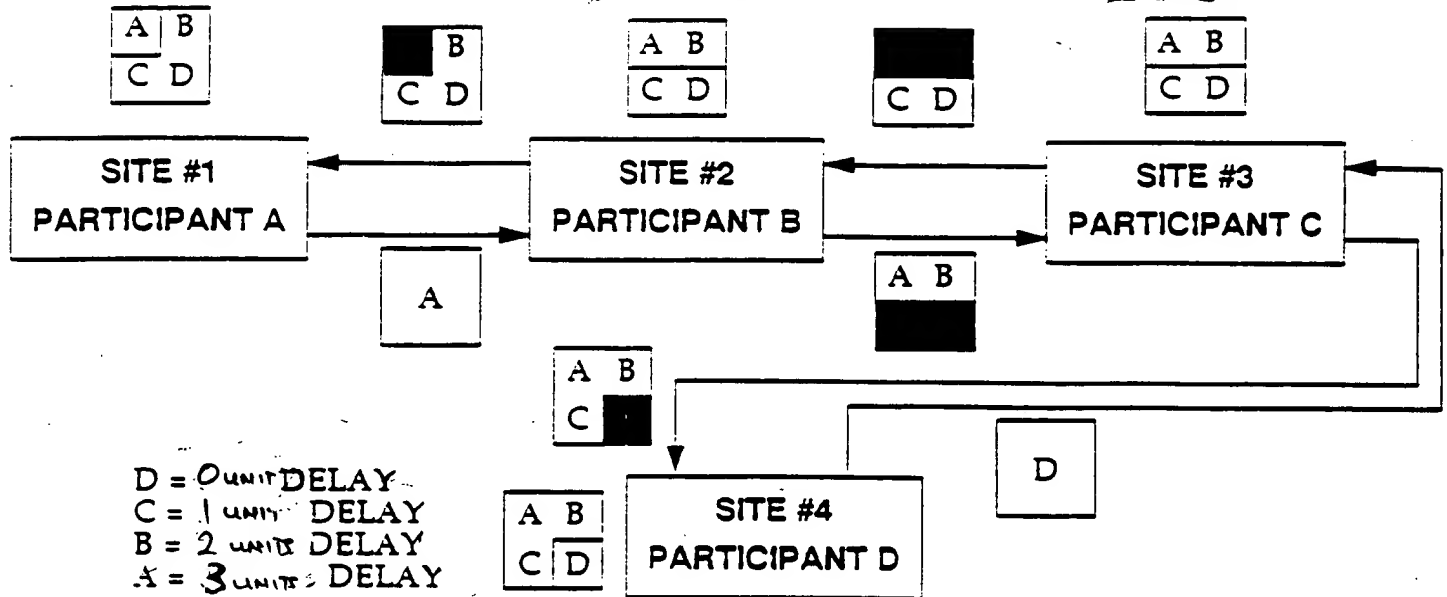 A B
C D
B
C D
A B
C D
C D
A B
C D
SITE #1
PARTICIPANT A
SITE #2
PARTICIPANT B
SITE #3
PARTICIPANT C
A
A B
A B
C
D
D = 0 UNIT DELAY
C = 1 UNIT DELAY
B = 2 UNITS DELAY
A = 3 UNITS DELAY
A B
C D
SITE #4
PARTICIPANT D